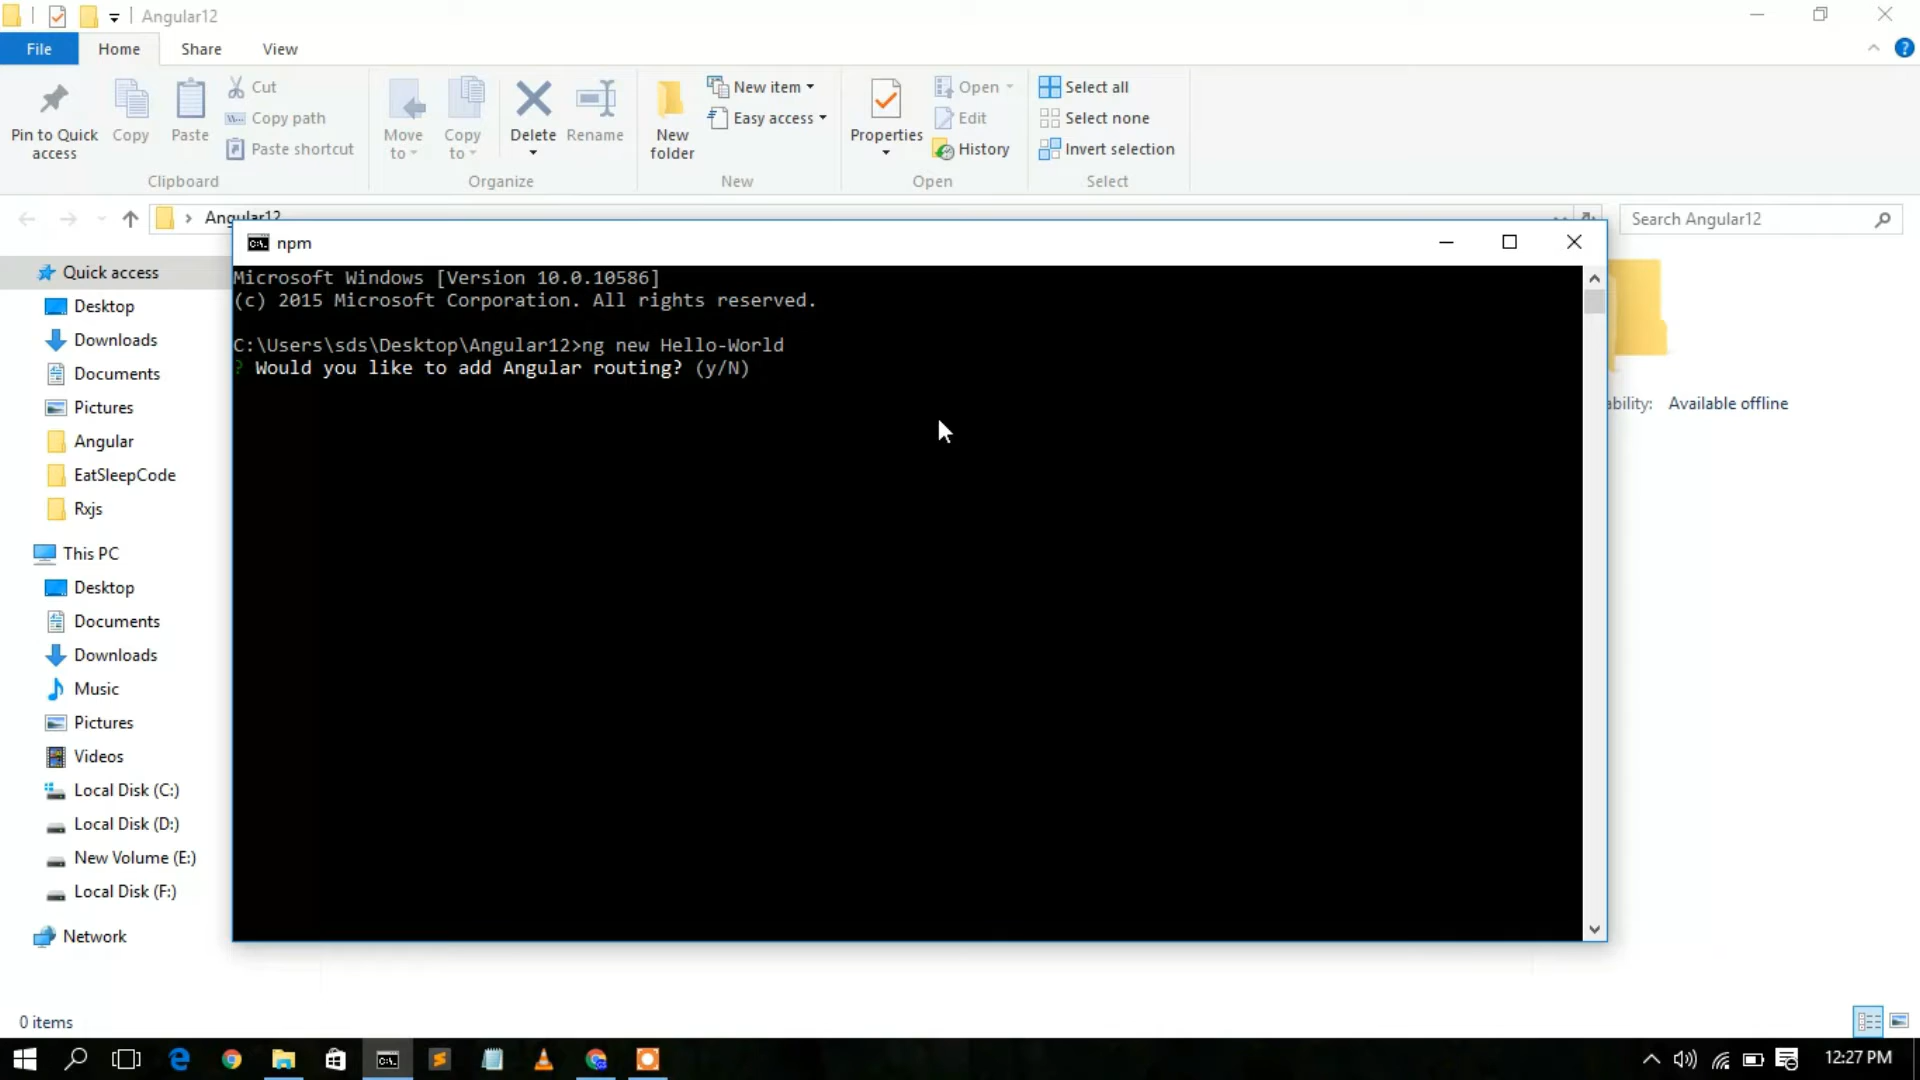 Angular12
File Home Share View
Pin to Quick access
Copy
Paste
Cut
Copy path
Paste shortcut
Clipboard
Move to
Copy to
Delete
Rename
Organize
New folder
New item
Easy access
New
Properties
Open
Edit
History
Open
Select all
Select none
Invert selection
Select
Angular12
Search Angular12
Quick access
Desktop
Downloads
Documents
Pictures
Angular
EatSleepCode
Rxjs
This PC
Desktop
Documents
Downloads
Music
Pictures
Videos
Local Disk (C:)
Local Disk (D:)
New Volume (E:)
Local Disk (F:)
Network
npm
Microsoft Windows [Version 10.0.10586]
(c) 2015 Microsoft Corporation. All rights reserved.
C:\Users\sds\Desktop\Angular12>ng new Hello-World
? Would you like to add Angular routing? (y/N)
ability: Available offline
0 items
12:27 PM